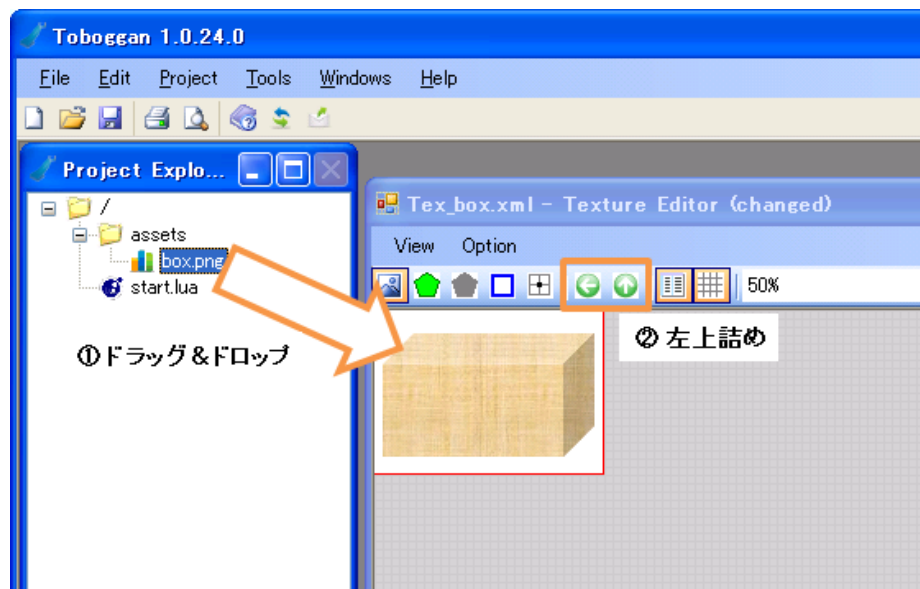 Toboggan 1.0.24.0
File Edit Project Tools Windows Help
Project Explo...
/
assets
box.png
start.lua
①ドラッグ&ドロップ
Tex_box.xml - Texture Editor (changed)
View Option
50%
② 左上詰め